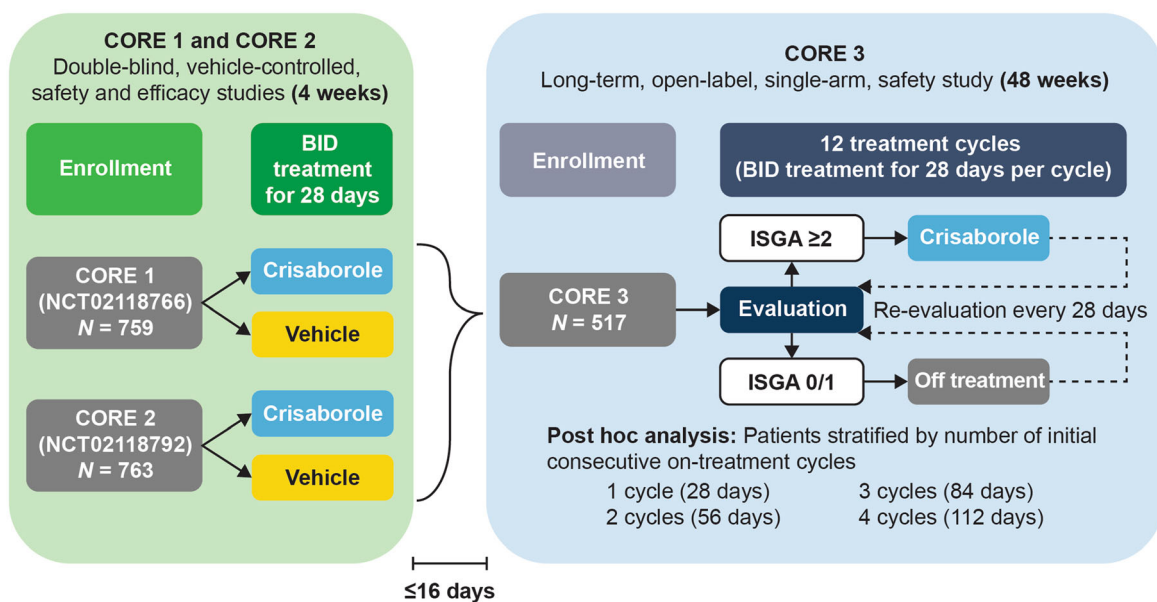 CORE 1 and CORE 2
Double-blind, vehicle-controlled,
safety and efficacy studies (4 weeks)
Enrollment
BID
treatment
for 28 days
CORE 1
(NCT02118766)
N = 759
Crisaborole
Vehicle
CORE 2
(NCT02118792)
N = 763
Crisaborole
Vehicle
≤16 days
CORE 3
Long-term, open-label, single-arm, safety study (48 weeks)
Enrollment
12 treatment cycles
(BID treatment for 28 days per cycle)
CORE 3
N = 517
ISGA ≥2
Crisaborole
Evaluation
Re-evaluation every 28 days
ISGA 0/1
Off treatment
Post hoc analysis: Patients stratified by number of initial
consecutive on-treatment cycles
1 cycle (28 days)
2 cycles (56 days)
3 cycles (84 days)
4 cycles (112 days)